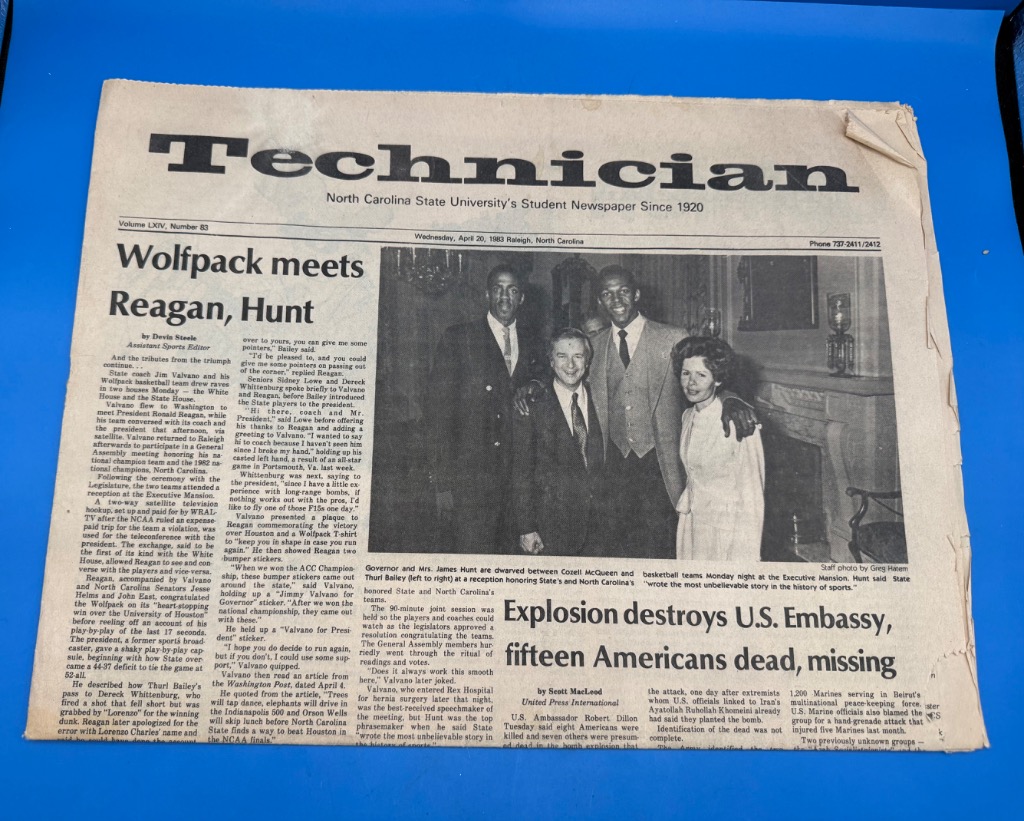 Technician
North Carolina State University's Student Newspaper Since 1920
Volume LXIV, Number 83
Wednesday, April 20, 1983 Raleigh, North Carolina
Phone 737-2411/2412
Wolfpack meets
Reagan, Hunt
by Devin Steele
Assistant Sports Editor
And the tributes from the triumph
continue. . .
State coach Jim Valvano and his
Wolfpack basketball team drew raves
in two houses Monday — the White
House and the State House.
Valvano flew to Washington to
meet President Ronald Reagan, while
his team conversed with its coach and
the president that afternoon, via
satellite. Valvano returned to Raleigh
afterwards to participate in a General
Assembly meeting honoring his na-
tional champion team and the 1982 na-
tional champions, North Carolina.
Following the ceremony with the
Legislature, the two teams attended a
reception at the Executive Mansion.
A two-way satellite television
hookup, set up and paid for by WRAL-
TV after the NCAA ruled an expense-
paid trip for the team a violation, was
used for the teleconference with the
president. The exchange, said to be
the first of its kind with the White
House, allowed Reagan to see and con-
verse with the players and vice-versa.
Reagan, accompanied by Valvano
and North Carolina Senators Jesse
Helms and John East, congratulated
the Wolfpack on its "heart-stopping
win over the University of Houston"
before reeling off an account of his
play-by-play of the last 17 seconds.
The president, a former sports broad-
caster, gave a shaky play-by-play cap-
sule, beginning with how State over-
came a 44-37 deficit to tie the game at
52-all.
He described how Thurl Bailey's
pass to Dereck Whittenburg, who
fired a shot that fell short but was
grabbed by "Lorenzo" for the winning
dunk. Reagan later apologized for the
error with Lorenzo Charles' name and
over to yours, you can give me some
pointers," Bailey said.
"I'd be pleased to, and you could
give me some pointers on passing out
of the corner," replied Reagan.
Seniors Sidney Lowe and Dereck
Whittenburg spoke briefly to Valvano
and Reagan, before Bailey introduced
the State players to the president.
"Hi there, coach and Mr.
President," said Lowe before offering
his thanks to Reagan and adding a
greeting to Valvano. "I wanted to say
hi to coach because I haven't seen him
since I broke my hand," holding up his
casted left hand, a result of an all-star
game in Portsmouth, Va. last week.
Whittenburg was next, saying to
the president, "since I have a little ex-
perience with long-range bombs, if
nothing works out with the pros, I'd
like to fly one of those F15s one day."
Valvano presented a plaque to
Reagan commemorating the victory
over Houston and a Wolfpack T-shirt
to "keep you in shape in case you run
again." He then showed Reagan two
bumper stickers.
"When we won the ACC Champion-
ship, these bumper stickers came out
around the state," said Valvano,
holding up a "Jimmy Valvano for
Governor" sticker. "After we won the
national championship, they came out
with these."
He held up a "Valvano for Presi-
dent" sticker.
"I hope you do decide to run again,
but if you don't, I could use some sup-
port," Valvano quipped.
Valvano then read an article from
the Washington Post, dated April 4.
He quoted from the article, "Trees
will tap dance, elephants will drive in
the Indianapolis 500 and Orson Wells
will skip lunch before North Carolina
State finds a way to beat Houston in
the NCAA finals."
Staff photo by Greg Hatem
Governor and Mrs. James Hunt are dwarved between Cozell McQueen and
Thurl Bailey (left to right) at a reception honoring State's and North Carolina's
basketball teams Monday night at the Executive Mansion. Hunt said State
"wrote the most unbelievable story in the history of sports."
honored State and North Carolina's
teams.
The 90-minute joint session was
held so the players and coaches could
watch as the legislators approved a
resolution congratulating the teams.
The General Assembly members hur-
riedly went through the ritual of
readings and votes.
"Does it always work this smooth
here," Valvano later joked.
Valvano, who entered Rex Hospital
for hernia surgery later that night,
was the best-received speechmaker of
the meeting, but Hunt was the top
phrasemaker when he said State
"wrote the most unbelievable story in
the history of sports."
Explosion destroys U.S. Embassy,
fifteen Americans dead, missing
by Scott MacLeod
United Press International
U.S. Ambassador Robert Dillon
Tuesday said eight Americans were
killed and seven others were presum-
ed dead in the bomb explosion that
the attack, one day after extremists
whom U.S. officials linked to Iran's
Ayatollah Ruhollah Khomeini already
had said they planted the bomb.
Identification of the dead was not
complete.
1,200 Marines serving in Beirut's
multinational peace-keeping force.
U.S. Marine officials also blamed the
group for a hand-grenade attack that
injured five Marines last month.
Two previously unknown groups —